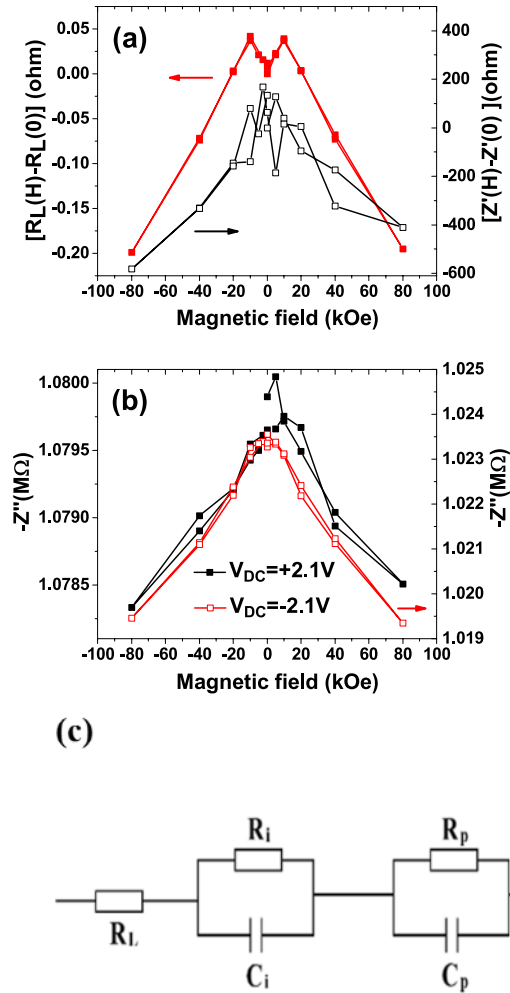 (a)
[R_L(H)-R_L(0)] (ohm)
0.05
0.00
-0.05
-0.10
-0.15
-0.20
400
200
0
-200
-400
-600
[Z'(H)-Z'(0) ](ohm)
-100 -80 -60 -40 -20 0 20 40 60 80 100
Magnetic field (kOe)
(b)
-Z''(MΩ)
1.0800
1.0795
1.0790
1.0785
1.025
1.024
1.023
1.022
1.021
1.020
1.019
-Z''(MΩ)
V_DC=+2.1V
V_DC=-2.1V
-100 -80 -60 -40 -20 0 20 40 60 80 100
Magnetic field (kOe)
(c)
R_i R_p
R_L
C_i C_p